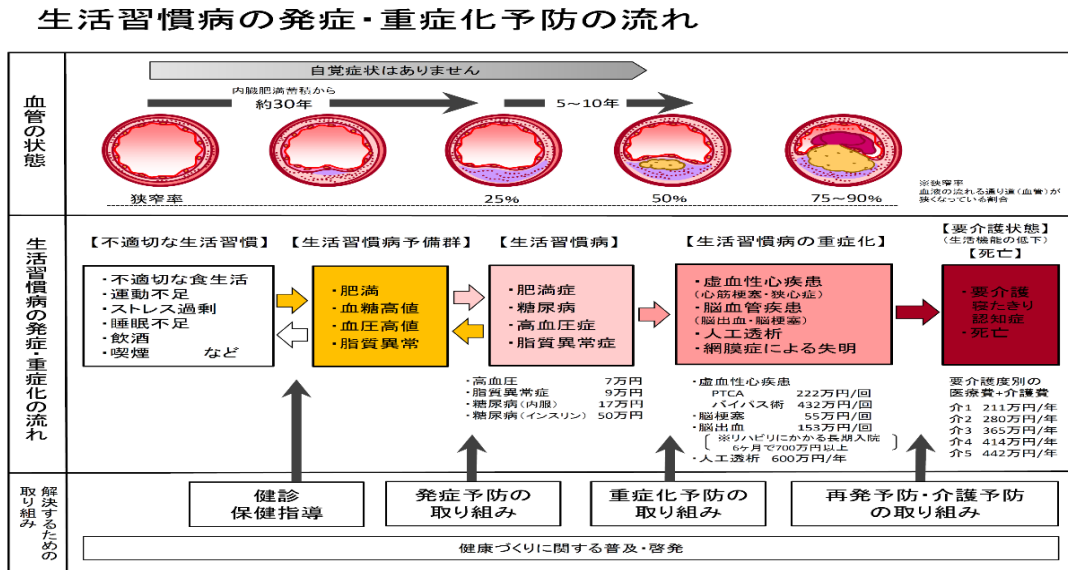 生活習慣病の発症・重症化予防の流れ
血管の状態
自覚症状はありません
内臓肥満蓄積から
約30年
5～10年
狭窄率
25%
50%
75～90%
※狭窄率
血液の流れる通り道(血管)が
狭くなっている割合
生活習慣病の発症・重症化の流れ
【不適切な生活習慣】
・不適切な食生活
・運動不足
・ストレス過剰
・睡眠不足
・飲酒
・喫煙 など
【生活習慣病予備群】
・肥満
・血糖高値
・血圧高値
・脂質異常
【生活習慣病】
・肥満症
・糖尿病
・高血圧症
・脂質異常症
・高血圧 7万円
・脂質異常症 9万円
・糖尿病(内服) 17万円
・糖尿病(インスリン) 50万円
【生活習慣病の重症化】
・虚血性心疾患
(心筋梗塞・狭心症)
・脳血管疾患
(脳出血・脳梗塞)
・人工透析
・網膜症による失明
・虚血性心疾患
PTCA 222万円/回
バイパス術 432万円/回
・脳梗塞 55万円/回
・脳出血 153万円/回
※リハビリにかかる長期入院
6ヶ月で700万円以上
・人工透析 600万円/年
【要介護状態】
(生活機能の低下)
【死亡】
・要介護
寝たきり
認知症
・死亡
要介護度別の
医療費+介護費
介1 211万円/年
介2 280万円/年
介3 365万円/年
介4 414万円/年
介5 442万円/年
解決するための
取り組み
健診
保健指導
発症予防の
取り組み
重症化予防の
取り組み
再発予防・介護予防
の取り組み
健康づくりに関する普及・啓発